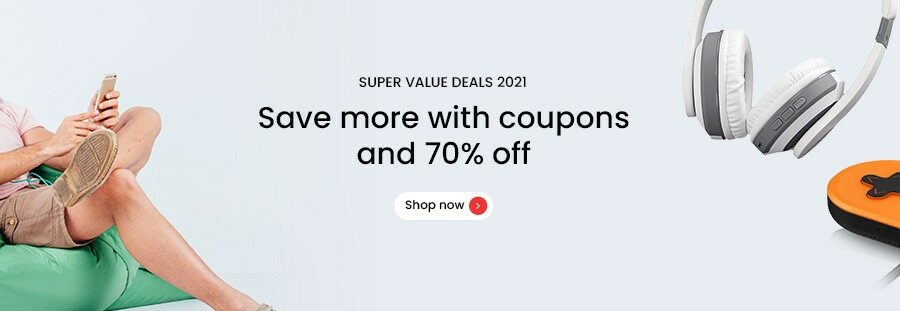 SUPER VALUE DEALS 2021
Save more with coupons
and 70% off
Shop now